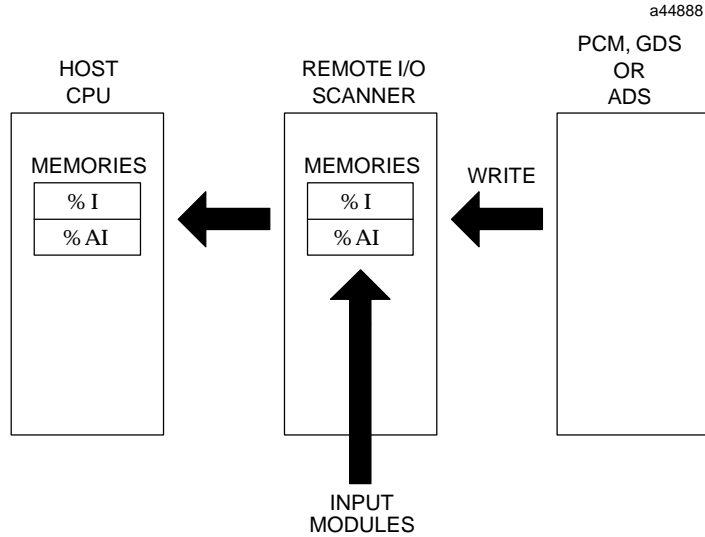 a44888
HOST
CPU
REMOTE I/O
SCANNER
PCM, GDS
OR
ADS
MEMORIES
% I
% AI
MEMORIES
% I
% AI
WRITE
INPUT
MODULES